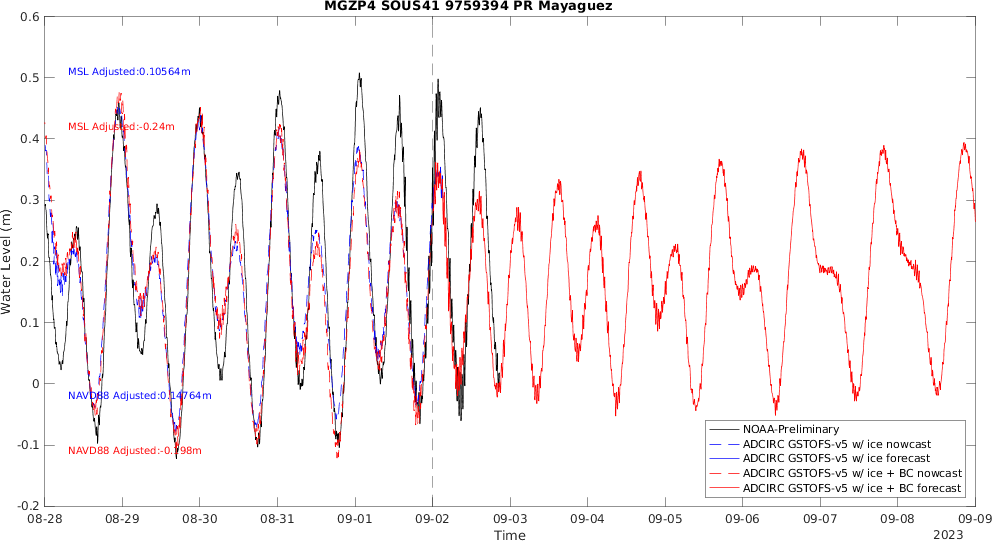 MGZP4 SOUS41 9759394 PR Mayaguez
0.6
0.5
0.4
0.3
0.2
0.1
0
-0.1
-0.2
Water Level (m)
MSL Adjusted:0.10564m
MSL Adjusted:-0.24m
NAVD88 Adjusted:0.14764m
NAVD88 Adjusted:-0.198m
NOAA-Preliminary
ADCIRC GSTOFS-v5 w/ ice nowcast
ADCIRC GSTOFS-v5 w/ ice forecast
ADCIRC GSTOFS-v5 w/ ice + BC nowcast
ADCIRC GSTOFS-v5 w/ ice + BC forecast
08-28 08-29 08-30 08-31 09-01 09-02 09-03 09-04 09-05 09-06 09-07 09-08 09-09
Time
2023